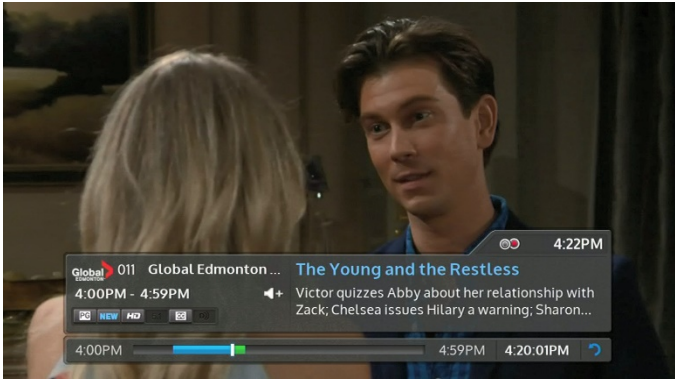 4:22PM
Global EDMONTON 011 Global Edmonton... The Young and the Restless
4:00PM - 4:59PM
Victor quizzes Abby about her relationship with
Zack; Chelsea issues Hilary a warning; Sharon...
PG NEW HD CC
4:00PM 4:59PM 4:20:01PM